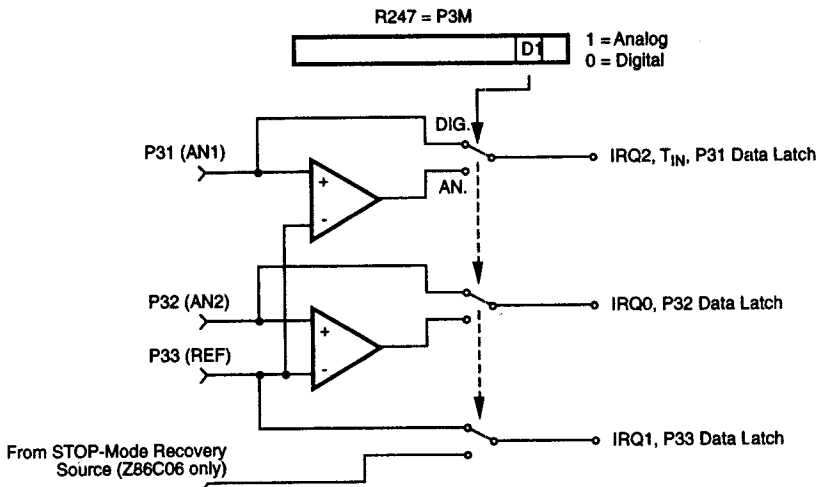 R247 = P3M
D1
1 = Analog
0 = Digital
DIG.
P31 (AN1)
IRQ2, TIN, P31 Data Latch
+
AN.
-
P32 (AN2)
IRQ0, P32 Data Latch
+
P33 (REF)
-
IRQ1, P33 Data Latch
From STOP-Mode Recovery
Source (Z86C06 only)